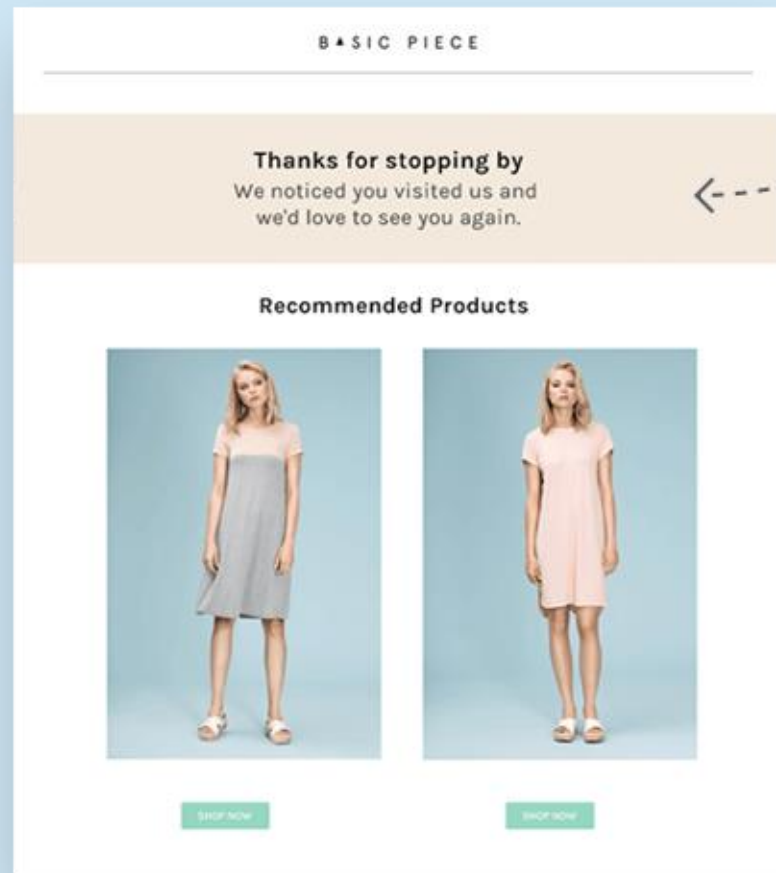 BASIC PIECE
Thanks for stopping by
We noticed you visited us and
we'd love to see you again.
Recommended Products
SHOP NOW
SHOP NOW